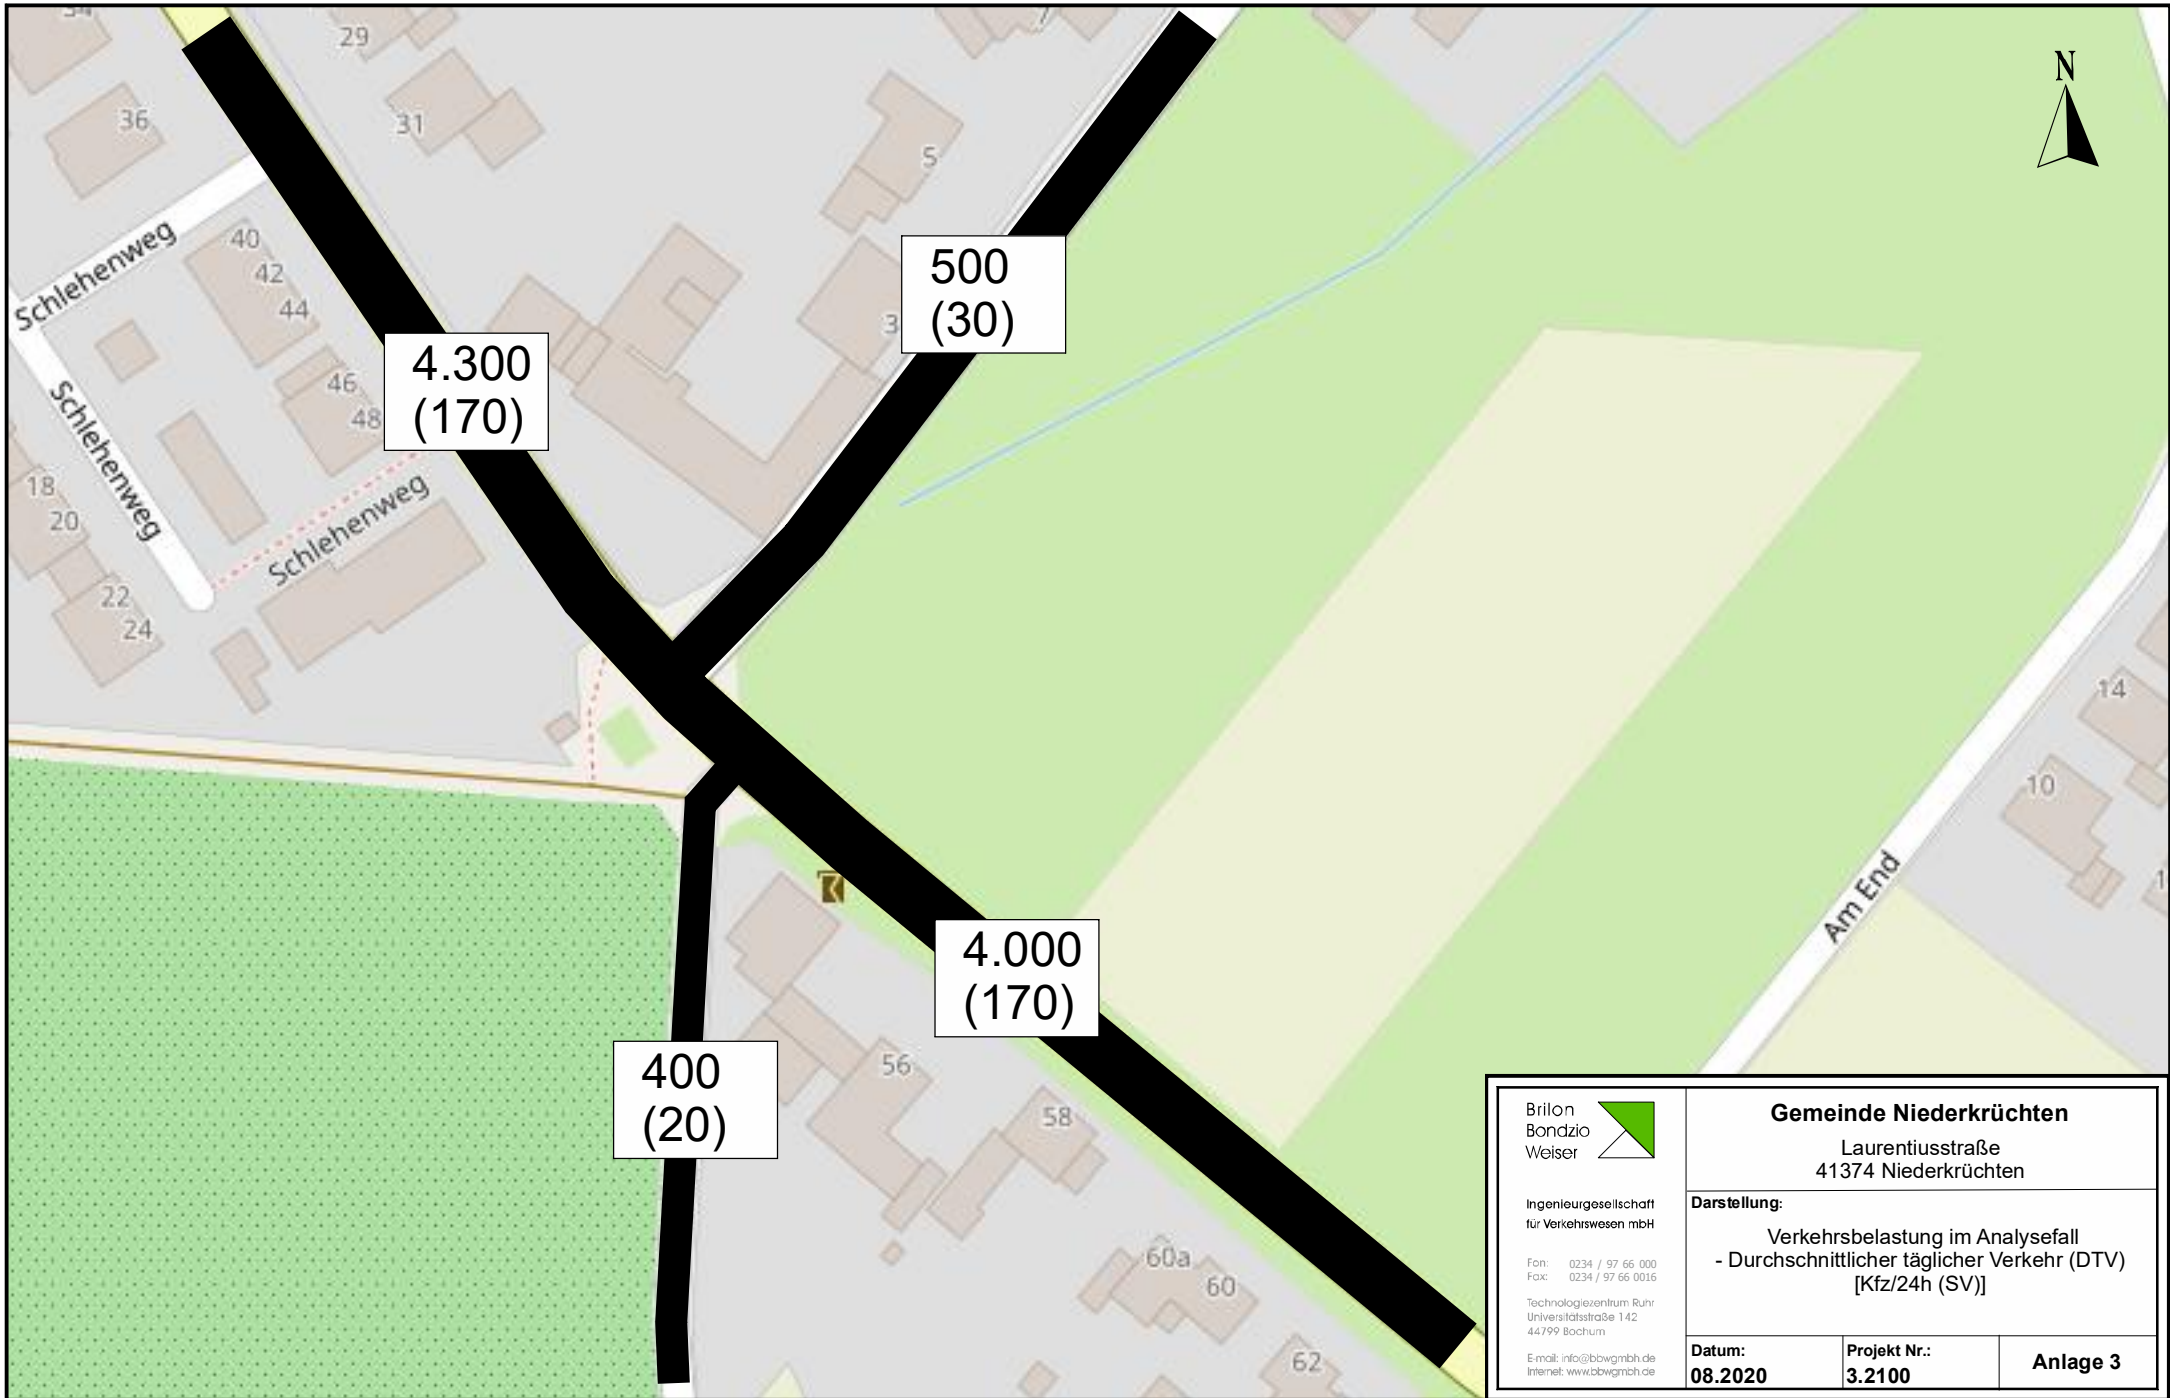 29
36
31
7
5
N
Schlehenweg
40
42
44
500
(30)
3
4.300
(170)
46
48
Schlehenweg
Schlehenweg
18
20
22
24
14
10
Am End
4.000
(170)
400
(20)
56
58
60a
60
62
Brilon
Bondzio
Weiser
Ingenieurgesellschaft
für Verkehrswesen mbH
Fon: 0234 / 97 66 000
Fax: 0234 / 97 66 0016
Technologiezentrum Ruhr
Universitätsstraße 142
44799 Bochum
E-mail: info@bbwgmbh.de
Internet: www.bbwgmbh.de
Gemeinde Niederkrüchten
Laurentiusstraße
41374 Niederkrüchten
Darstellung:
Verkehrsbelastung im Analysefall
- Durchschnittlicher täglicher Verkehr (DTV)
[Kfz/24h (SV)]
Datum:
08.2020
Projekt Nr.:
3.2100
Anlage 3